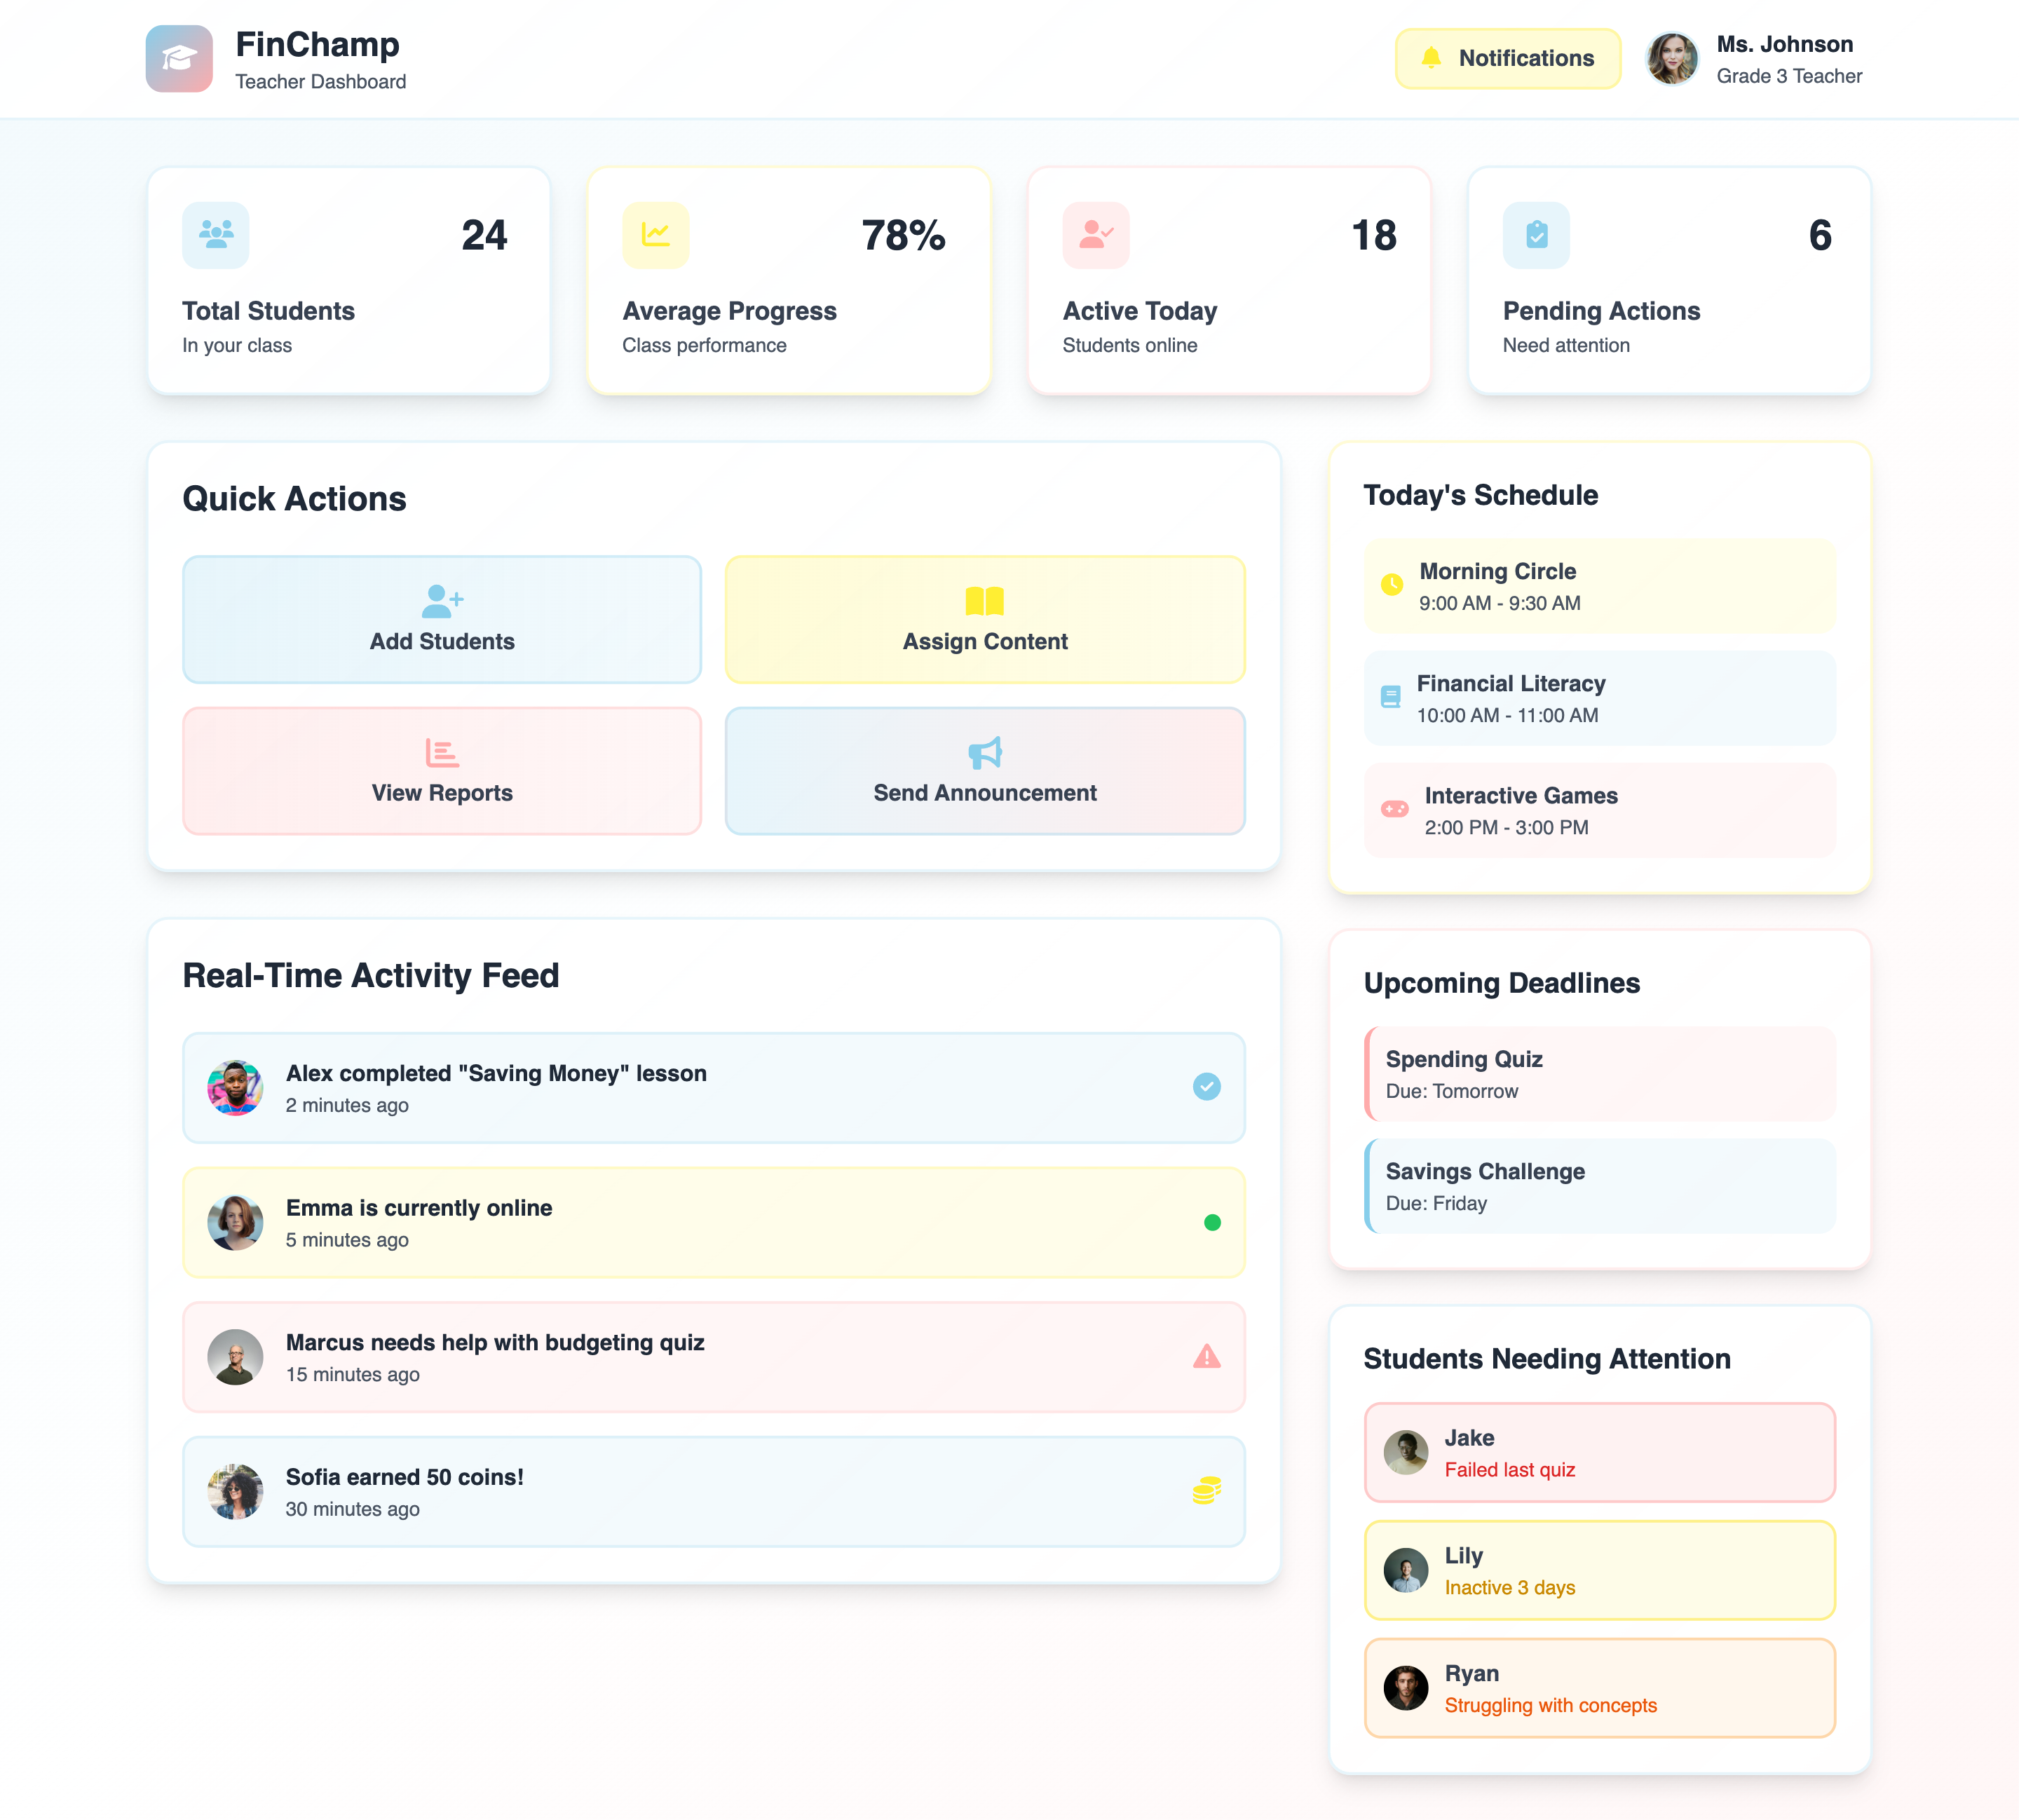 FinChamp
Teacher Dashboard
Notifications
Ms. Johnson
Grade 3 Teacher
24
Total Students
In your class
78%
Average Progress
Class performance
18
Active Today
Students online
6
Pending Actions
Need attention
Quick Actions
Add Students
Assign Content
View Reports
Send Announcement
Real-Time Activity Feed
Alex completed "Saving Money" lesson
2 minutes ago
Emma is currently online
5 minutes ago
Marcus needs help with budgeting quiz
15 minutes ago
Sofia earned 50 coins!
30 minutes ago
Today's Schedule
Morning Circle
9:00 AM - 9:30 AM
Financial Literacy
10:00 AM - 11:00 AM
Interactive Games
2:00 PM - 3:00 PM
Upcoming Deadlines
Spending Quiz
Due: Tomorrow
Savings Challenge
Due: Friday
Students Needing Attention
Jake
Failed last quiz
Lily
Inactive 3 days
Ryan
Struggling with concepts